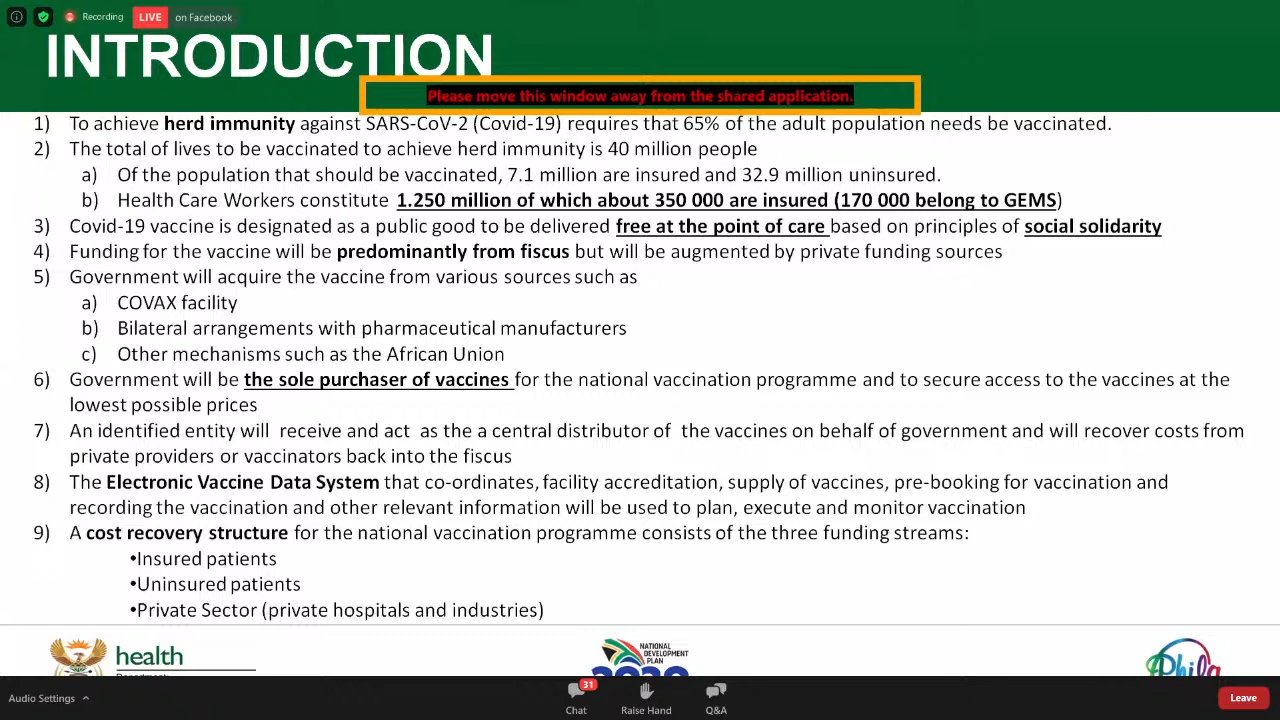 Recording LIVE on Facebook
INTRODUCTION
Please move this window away from the shared application.
1) To achieve herd immunity against SARS-CoV-2 (Covid-19) requires that 65% of the adult population needs be vaccinated.
2) The total of lives to be vaccinated to achieve herd immunity is 40 million people
a) Of the population that should be vaccinated, 7.1 million are insured and 32.9 million uninsured.
b) Health Care Workers constitute 1.250 million of which about 350 000 are insured (170 000 belong to GEMS)
3) Covid-19 vaccine is designated as a public good to be delivered free at the point of care based on principles of social solidarity
4) Funding for the vaccine will be predominantly from fiscus but will be augmented by private funding sources
5) Government will acquire the vaccine from various sources such as
a) COVAX facility
b) Bilateral arrangements with pharmaceutical manufacturers
c) Other mechanisms such as the African Union
6) Government will be the sole purchaser of vaccines for the national vaccination programme and to secure access to the vaccines at the
lowest possible prices
7) An identified entity will receive and act as the a central distributor of the vaccines on behalf of government and will recover costs from
private providers or vaccinators back into the fiscus
8) The Electronic Vaccine Data System that co-ordinates, facility accreditation, supply of vaccines, pre-booking for vaccination and
recording the vaccination and other relevant information will be used to plan, execute and monitor vaccination
9) A cost recovery structure for the national vaccination programme consists of the three funding streams:
•Insured patients
•Uninsured patients
•Private Sector (private hospitals and industries)
health
NATIONAL
DEVELOPMENT
PLAN
2030
Phila
Audio Settings
31
Chat
Raise Hand
Q&A
Leave